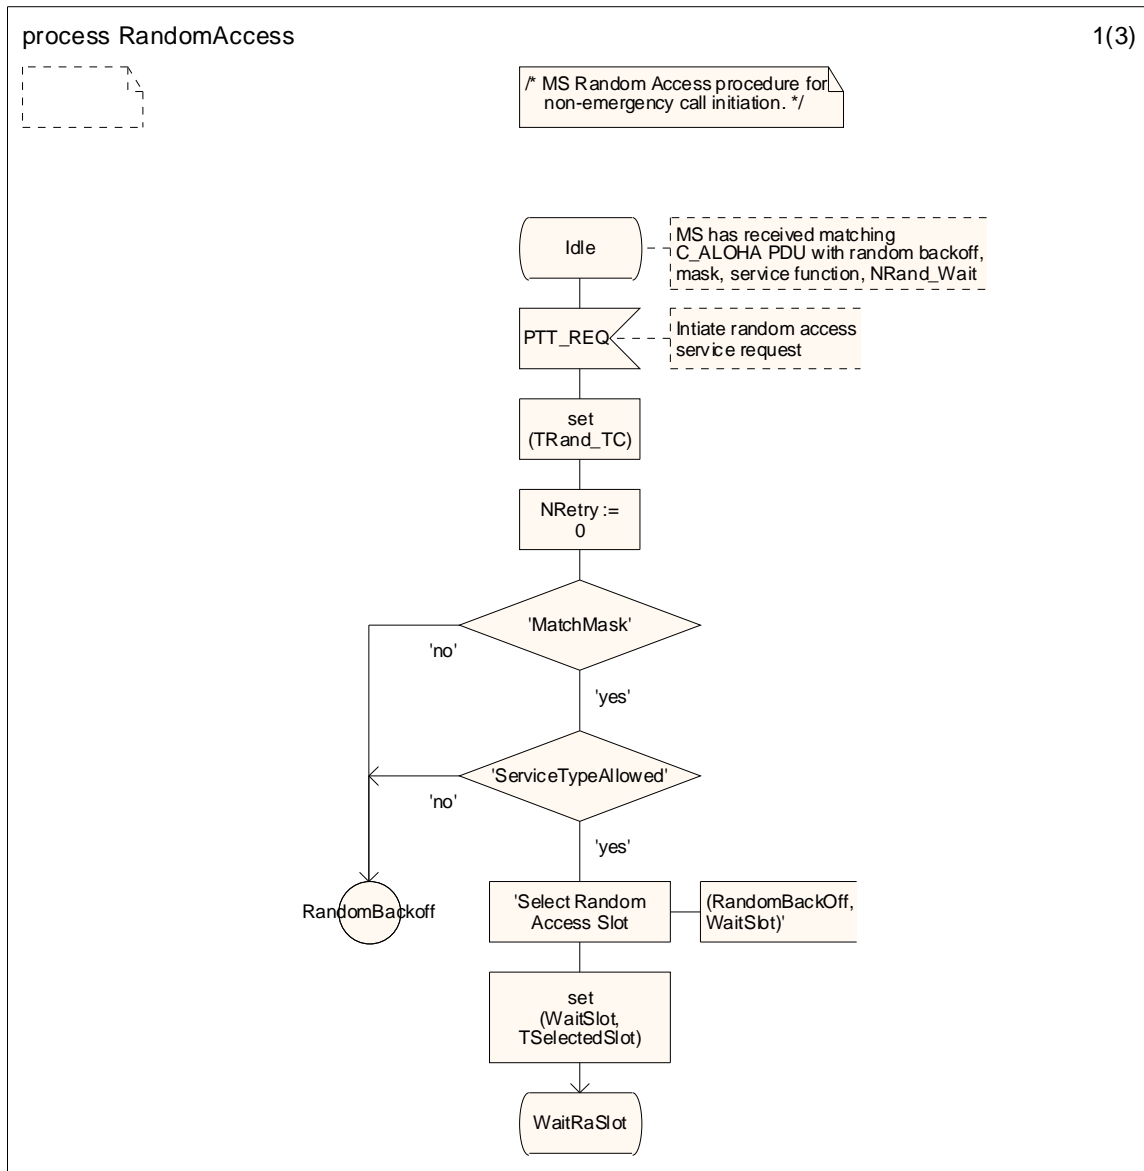 process RandomAccess
1(3)
/* MS Random Access procedure for
non-emergency call initiation. */
Idle
MS has received matching
C_ALOHA PDU with random backoff,
mask, service function, NRand_Wait
PTT_REQ
Intiate random access
service request
set
(TRand_TC)
NRetry :=
0
'MatchMask'
'no'
'yes'
'ServiceTypeAllowed'
'no'
'yes'
RandomBackoff
'Select Random
Access Slot
(RandomBackOff,
WaitSlot)'
set
(WaitSlot,
TSelectedSlot)
WaitRaSlot